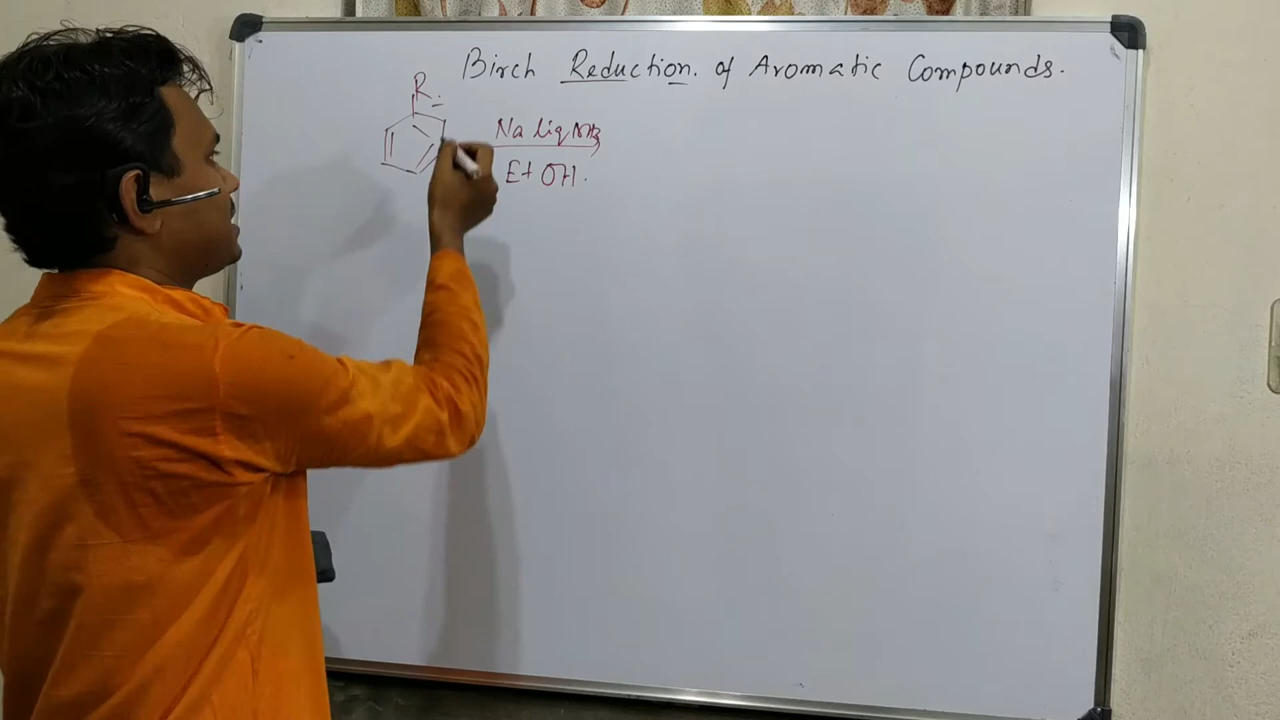 Birch Reduction. of Aromatic Compounds.
R.
Na liq NH3
Et OH.